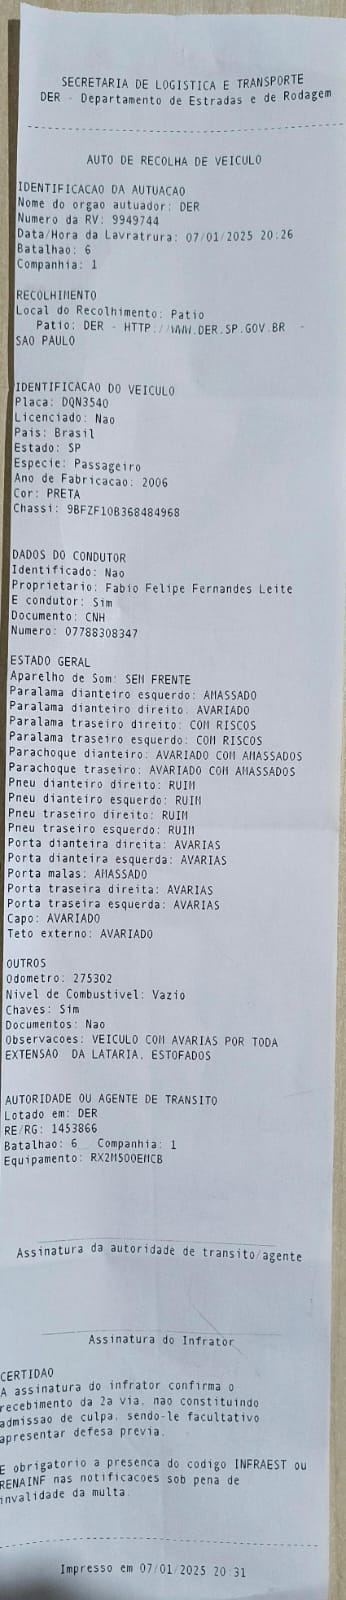 SECRETARIA DE LOGISTICA E TRANSPORTE
DER - Departamento de Estradas e de Rodagem
AUTO DE RECOLHA DE VEICULO
IDENTIFICACAO DA AUTUACAO
Nome do orgao autuador: DER
Numero da RV: 9949744
Data/Hora da Lavratrura: 07/01/2025 20:26
Batalhao: 6
Companhia: 1
RECOLHIMENTO
Local do Recolhimento: Patio
Patio: DER - HTTP://WWW.DER.SP.GOV.BR -
SAO PAULO
IDENTIFICACAO DO VEICULO
Placa: DQN3540
Licenciado: Nao
Pais: Brasil
Estado: SP
Especie: Passageiro
Ano de Fabricacao: 2006
Cor: PRETA
Chassi: 9BFZF10B368484968
DADOS DO CONDUTOR
Identificado: Nao
Proprietario: Fabio Felipe Fernandes Leite
E condutor: Sim
Documento: CNH
Numero: 07788308347
ESTADO GERAL
Aparelho de Som: SEM FRENTE
Paralama dianteiro esquerdo: AMASSADO
Paralama dianteiro direito: AVARIADO
Paralama traseiro direito: COM RISCOS
Paralama traseiro esquerdo: COM RISCOS
Parachoque dianteiro: AVARIADO COM AMASSADOS
Parachoque traseiro: AVARIADO COM AMASSADOS
Pneu dianteiro direito: RUIM
Pneu dianteiro esquerdo: RUIM
Pneu traseiro direito: RUIM
Pneu traseiro esquerdo: RUIM
Porta dianteira direita: AVARIAS
Porta dianteira esquerda: AVARIAS
Porta malas: AMASSADO
Porta traseira direita: AVARIAS
Porta traseira esquerda: AVARIAS
Capo: AVARIADO
Teto externo: AVARIADO
OUTROS
Odometro: 275302
Nivel de Combustivel: Vazio
Chaves: Sim
Documentos: Nao
Observacoes: VEICULO COM AVARIAS POR TODA
EXTENSAO DA LATARIA, ESTOFADOS
AUTORIDADE OU AGENTE DE TRANSITO
Lotado em: DER
RE/RG: 1453866
Batalhao: 6 Companhia: 1
Equipamento: RX2M500EMCB
Assinatura da autoridade de transito/agente
Assinatura do Infrator
CERTIDAO
A assinatura do infrator confirma o
recebimento da 2a via, nao constituindo
admissao de culpa, sendo-le facultativo
apresentar defesa previa.
E obrigatorio a presenca do codigo INFRAEST ou
RENAINF nas notificacoes sob pena de
invalidade da multa.
Impresso em 07/01/2025 20:31